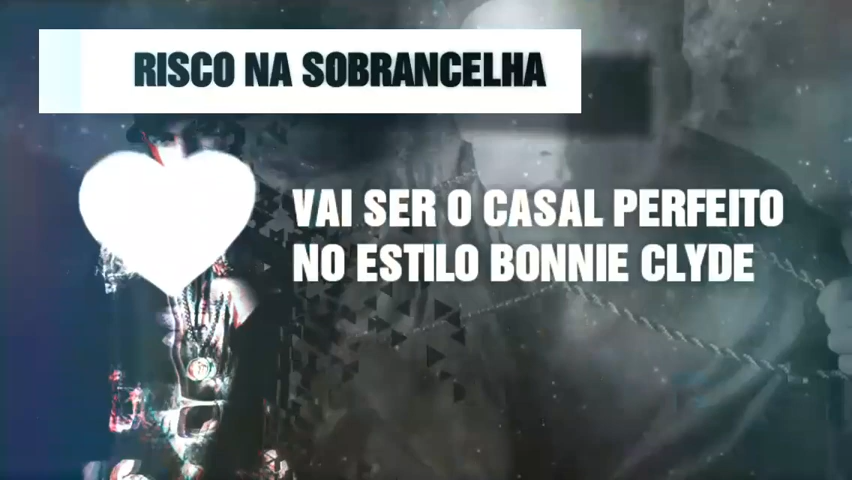 RISCO NA SOBRANCELHA
VAI SER O CASAL PERFEITO
NO ESTILO BONNIE CLYDE